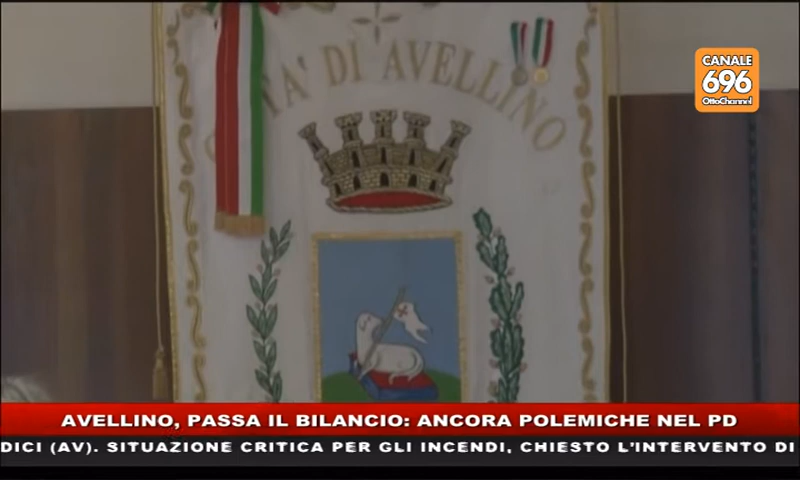 CITTA' DI AVELLINO
CANALE
696
OttoChannel
AVELLINO, PASSA IL BILANCIO: ANCORA POLEMICHE NEL PD
DICI (AV). SITUAZIONE CRITICA PER GLI INCENDI, CHIESTO L'INTERVENTO DI